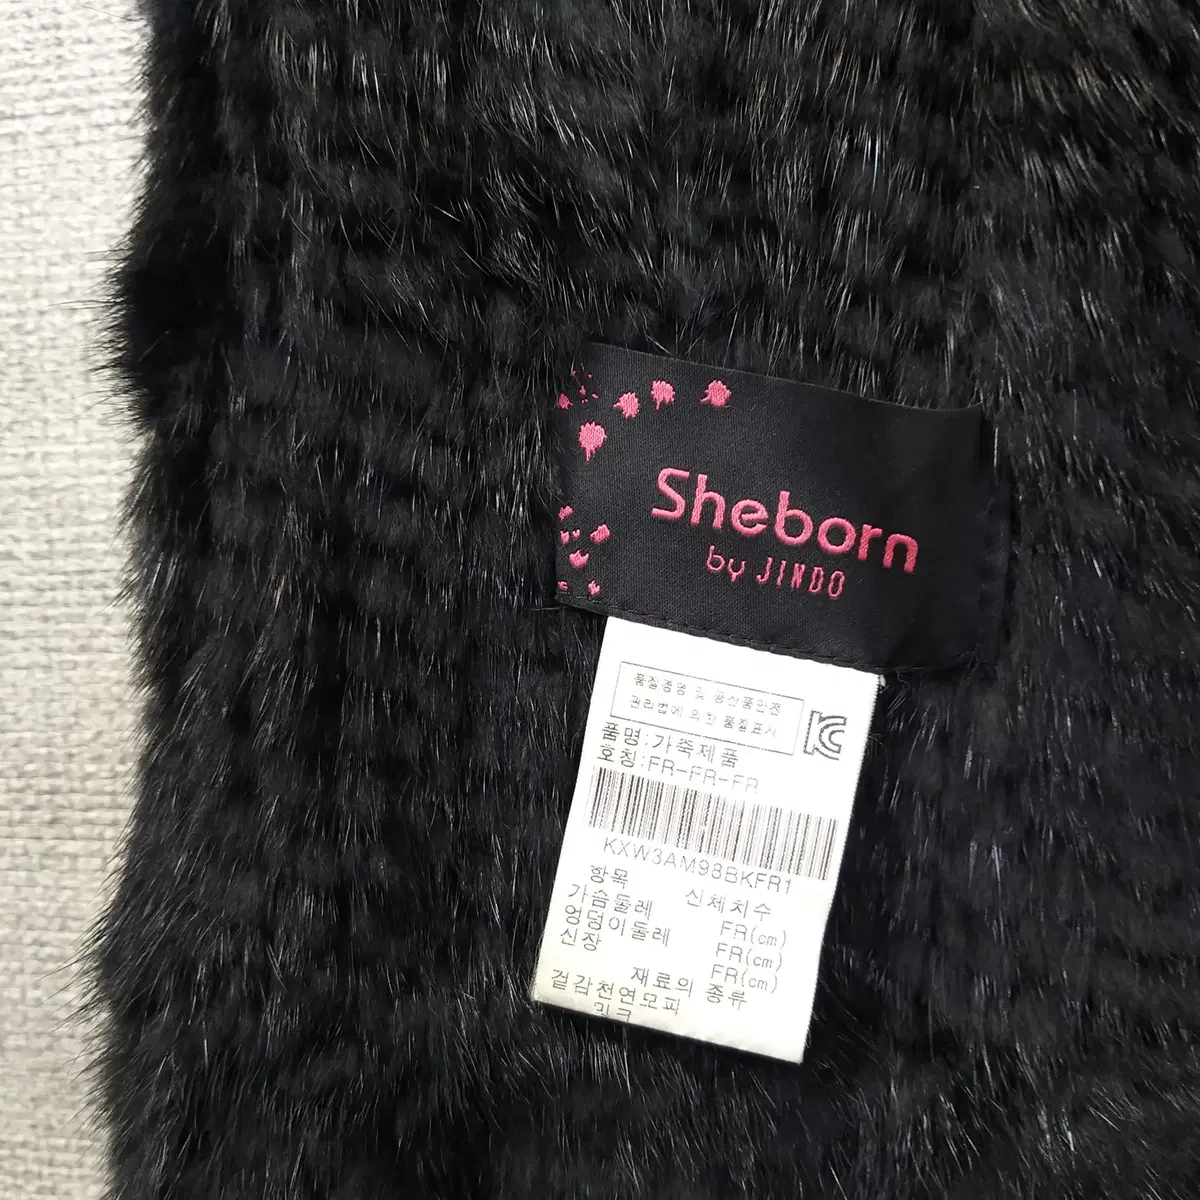 Sheborn
by JINDO
품질경영 및 공산품안전
관리법에 의한 품질표시
품명:가죽제품
호칭:FR-FR-FR
KXW3AM98BKFR1
항목 신체치수
가슴둘레 FR(cm)
엉덩이둘레 FR(cm)
신장 FR(cm)
재료의 종류
겉감천연모피
밍크